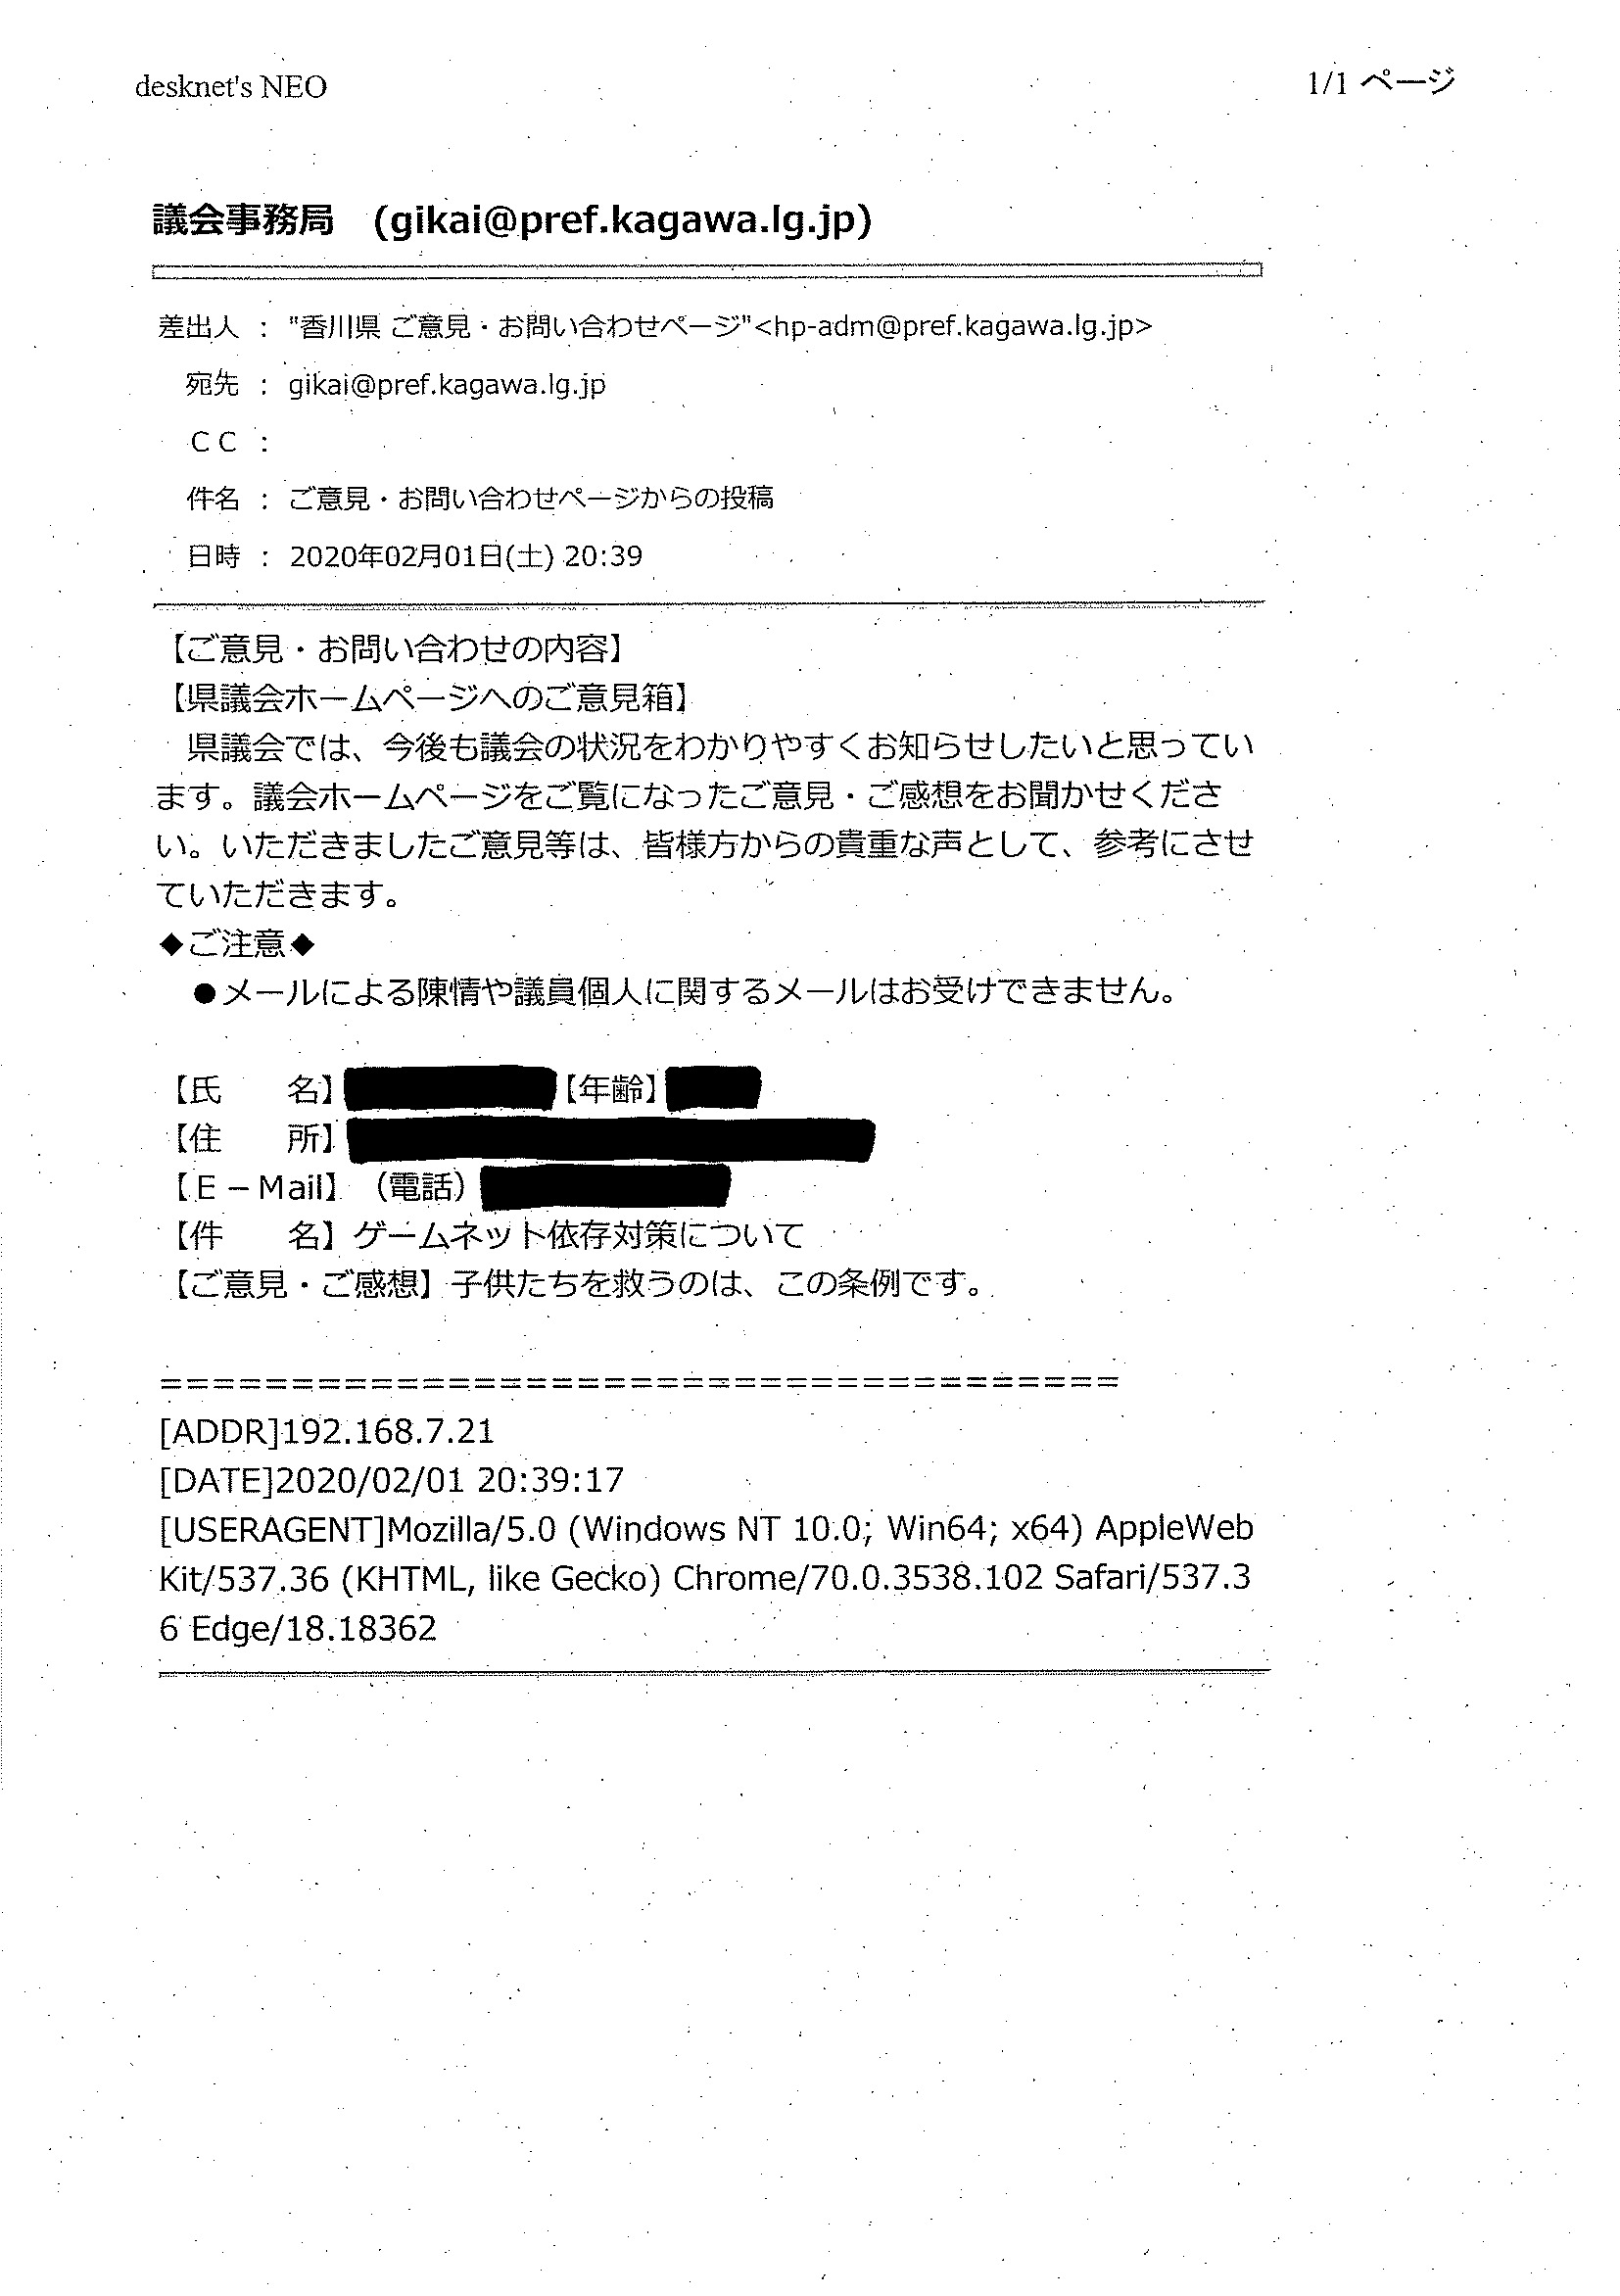 desknet's NEO
1/1 ページ
議会事務局　(gikai@pref.kagawa.lg.jp)
差出人 ： "香川県 ご意見・お問い合わせページ"<hp-adm@pref.kagawa.lg.jp>
宛先 ： gikai@pref.kagawa.lg.jp
ＣＣ ：
件名 ： ご意見・お問い合わせページからの投稿
日時 ： 2020年02月01日(土) 20:39
【ご意見・お問い合わせの内容】
【県議会ホームページへのご意見箱】
　県議会では、今後も議会の状況をわかりやすくお知らせしたいと思ってい
ます。議会ホームページをご覧になったご意見・ご感想をお聞かせくださ
い。いただきましたご意見等は、皆様方からの貴重な声として、参考にさせ
ていただきます。
◆ご注意◆
　●メールによる陳情や議員個人に関するメールはお受けできません。
【氏　　名】【年齢】
【住　　所】
【Ｅ－Mail】（電話）
【件　　名】ゲームネット依存対策について
【ご意見・ご感想】子供たちを救うのは、この条例です。
=====================================
[ADDR]192.168.7.21
[DATE]2020/02/01 20:39:17
[USERAGENT]Mozilla/5.0 (Windows NT 10.0; Win64; x64) AppleWeb
Kit/537.36 (KHTML, like Gecko) Chrome/70.0.3538.102 Safari/537.3
6 Edge/18.18362